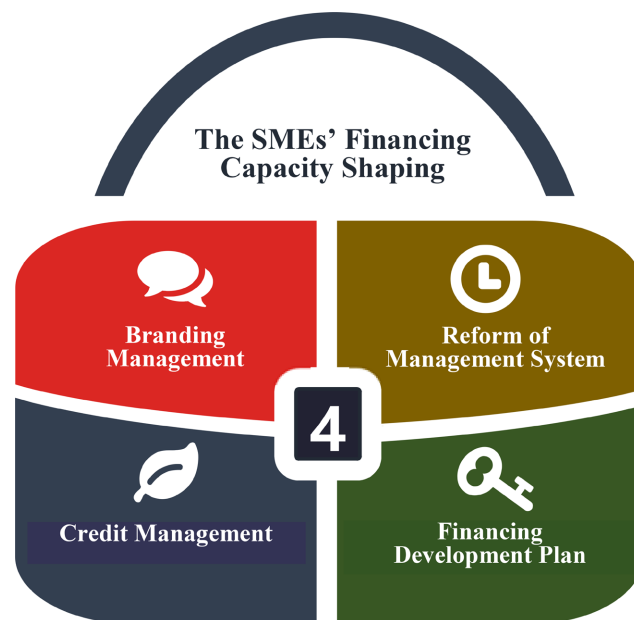 The SMEs’ Financing
Capacity Shaping
Branding
Management
Reform of
Management System
4
Credit Management
Financing
Development Plan